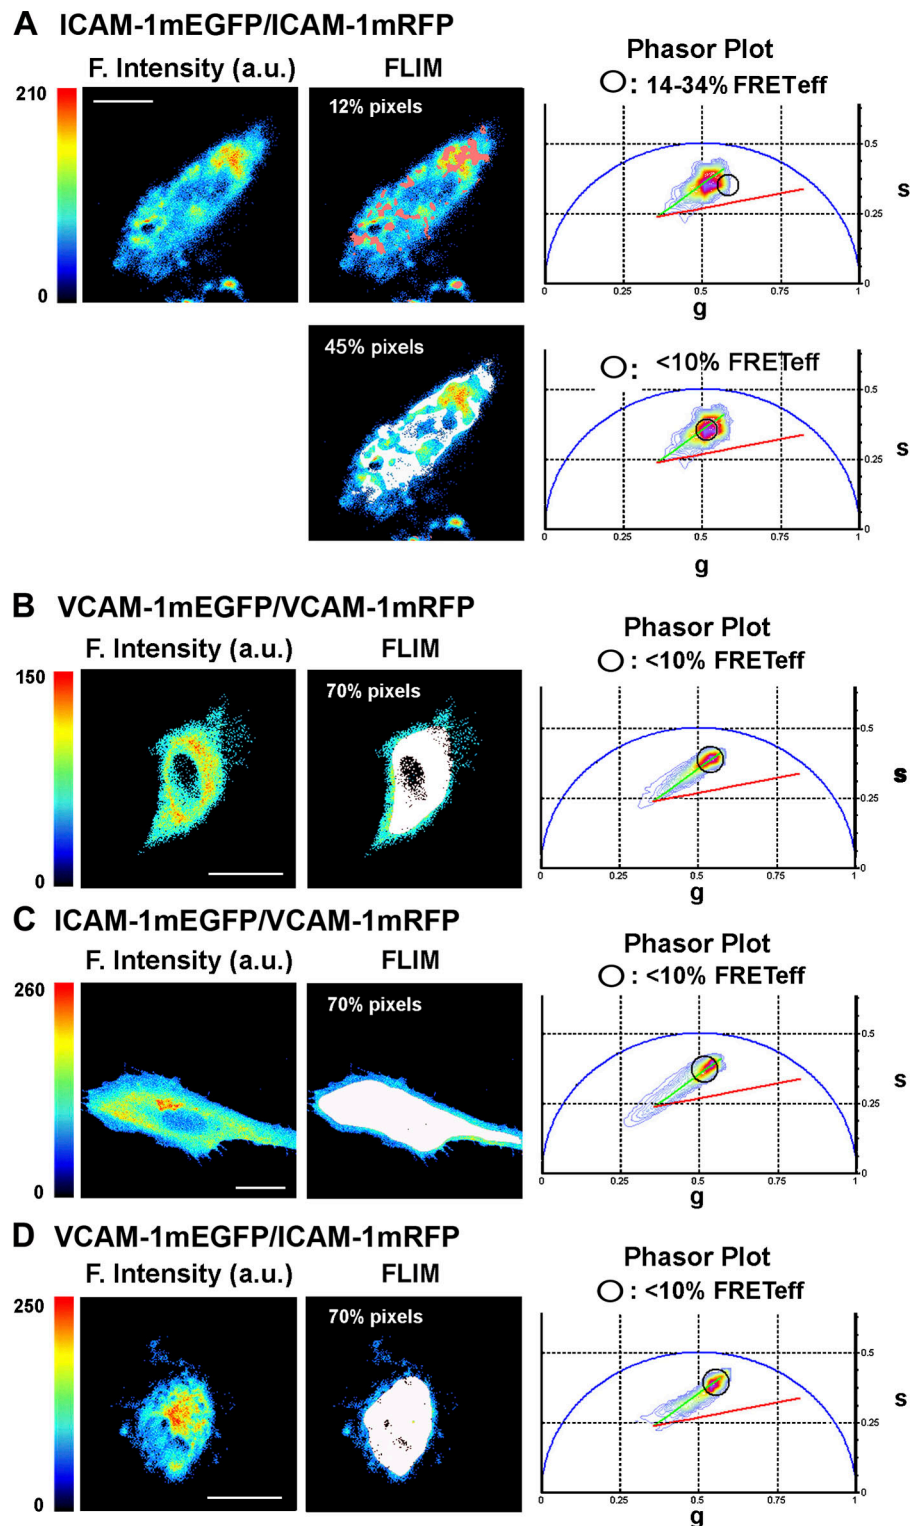 A ICAM-1mEGFP/ICAM-1mRFP
F. Intensity (a.u.)
FLIM
Phasor Plot
: 14-34% FRETeff
210
0
12% pixels
0.5
0.25
s
0 0.25 0.5 0.75 1
g
45% pixels
: <10% FRETeff
0.5
0.25
0
s
0 0.25 0.5 0.75 1
g
B VCAM-1mEGFP/VCAM-1mRFP
F. Intensity (a.u.)
FLIM
Phasor Plot
: <10% FRETeff
150
0
70% pixels
0.5
0.25
0
s
0 0.25 0.5 0.75 1
g
C ICAM-1mEGFP/VCAM-1mRFP
F. Intensity (a.u.)
FLIM
Phasor Plot
: <10% FRETeff
260
0
70% pixels
0.5
0.25
0
s
0 0.25 0.5 0.75 1
g
D VCAM-1mEGFP/ICAM-1mRFP
F. Intensity (a.u.)
FLIM
Phasor Plot
: <10% FRETeff
250
0
70% pixels
0.5
0.25
0
s
0 0.25 0.5 0.75 1
g